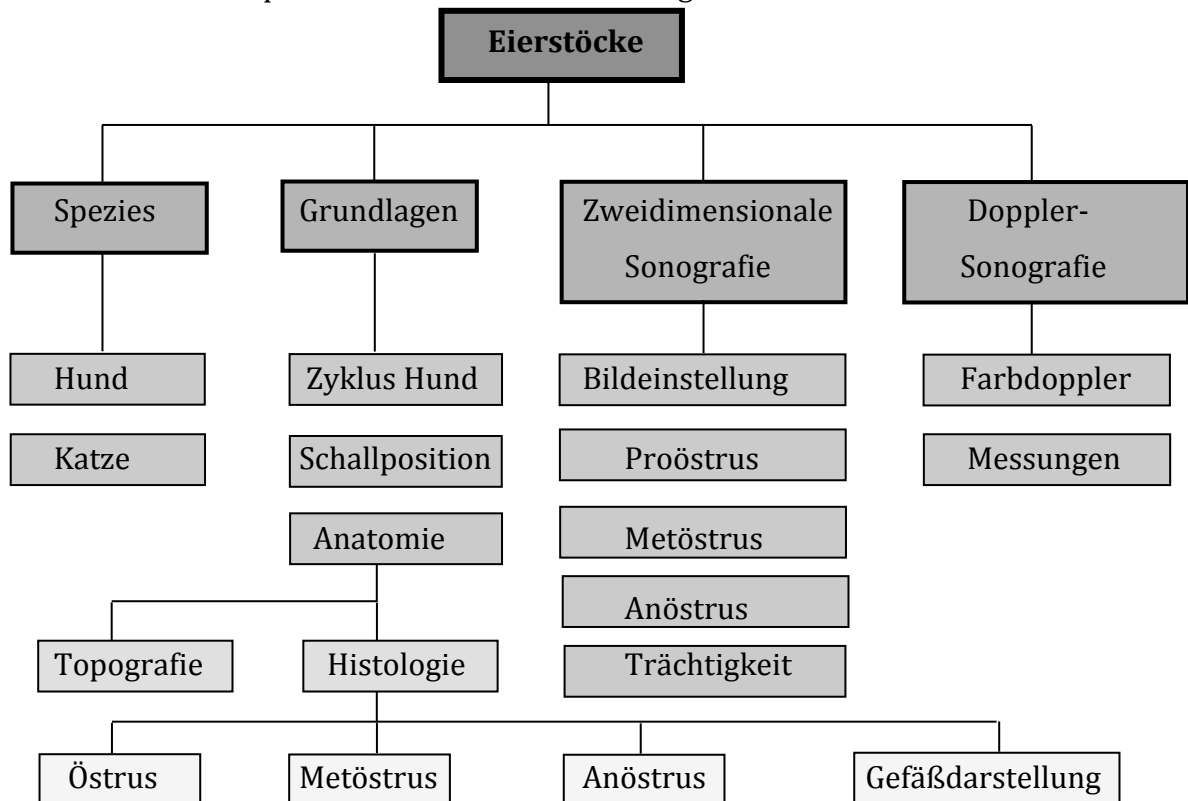 Eierstöcke
Spezies
Grundlagen
Zweidimensionale
Sonografie
Doppler-
Sonografie
Hund
Zyklus Hund
Bildeinstellung
Farbdoppler
Katze
Schallposition
Proöstrus
Messungen
Anatomie
Metöstrus
Anöstrus
Topografie
Histologie
Trächtigkeit
Östrus
Metöstrus
Anöstrus
Gefäßdarstellung